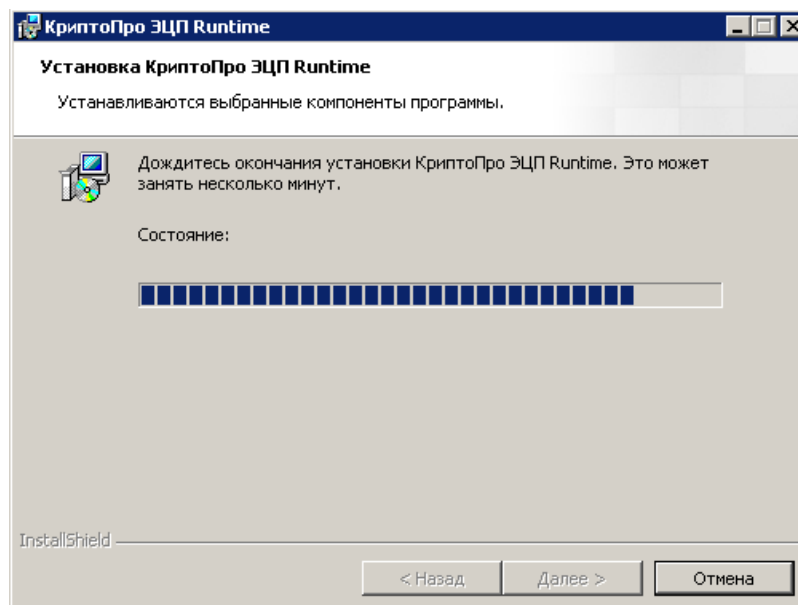 КриптоПро ЭЦП Runtime
Установка КриптоПро ЭЦП Runtime
Устанавливаются выбранные компоненты программы.
Дождитесь окончания установки КриптоПро ЭЦП Runtime. Это может
занять несколько минут.
Состояние:
InstallShield
< Назад
Далее >
Отмена